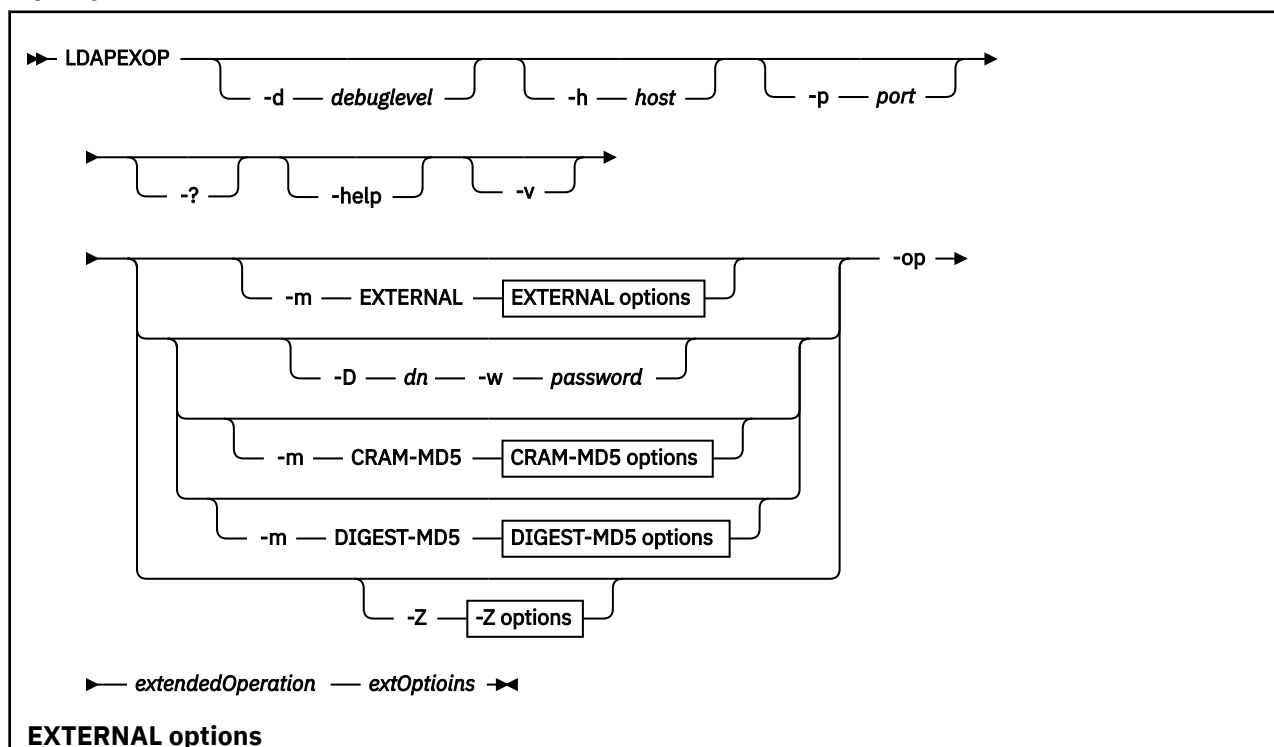 LDAPEXOP
-d debuglevel -h host -p port
-? -help -v
-op
-m EXTERNAL EXTERNAL options
-D dn -w password
-m CRAM-MD5 CRAM-MD5 options
-m DIGEST-MD5 DIGEST-MD5 options
-Z -Z options
extendedOperation extOptioins
EXTERNAL options